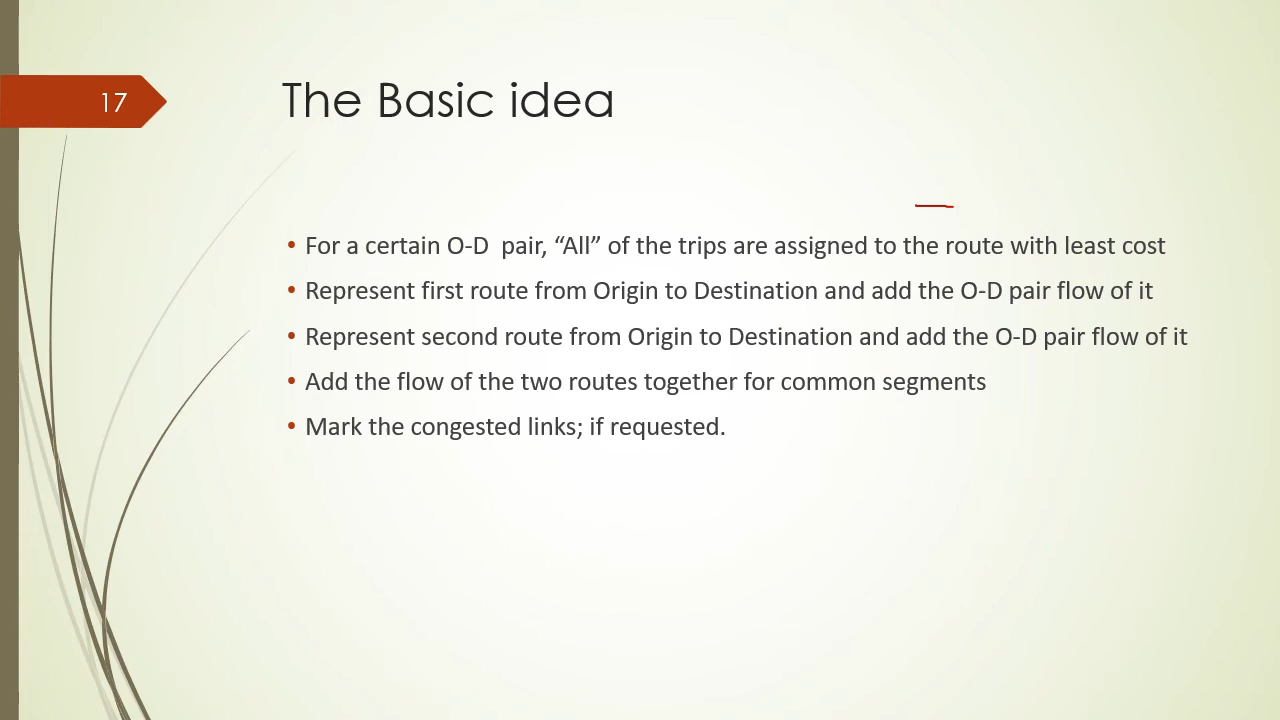 17
The Basic idea
• For a certain O-D  pair, “All” of the trips are assigned to the route with least cost
• Represent first route from Origin to Destination and add the O-D pair flow of it
• Represent second route from Origin to Destination and add the O-D pair flow of it
• Add the flow of the two routes together for common segments
• Mark the congested links; if requested.